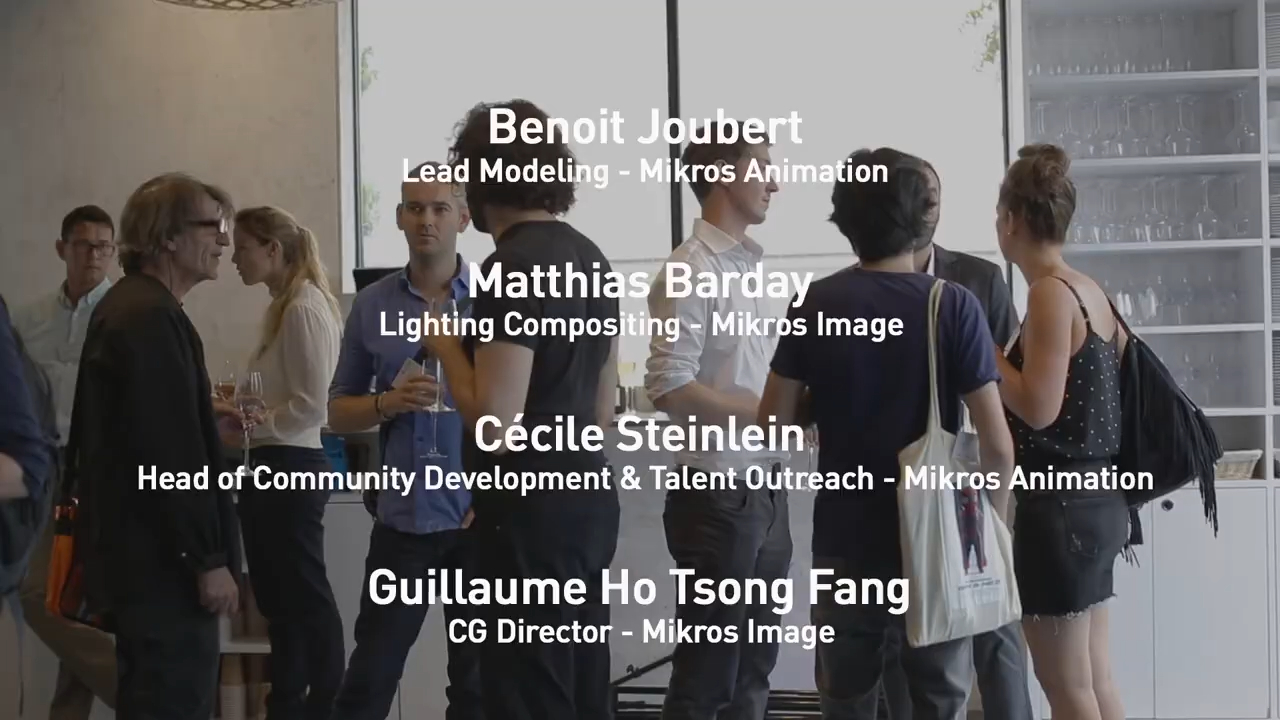 Benoit Joubert
Lead Modeling - Mikros Animation
Matthias Barday
Lighting Compositing - Mikros Image
Cécile Steinlein
Head of Community Development & Talent Outreach - Mikros Animation
Guillaume Ho Tsong Fang
CG Director - Mikros Image